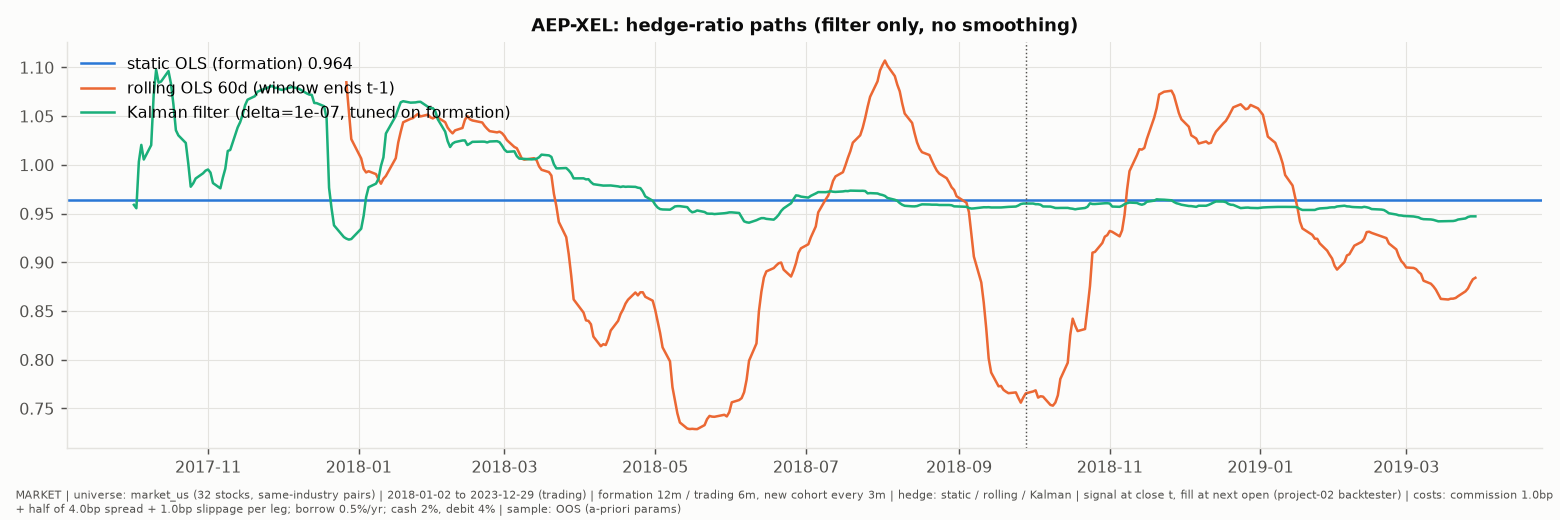 AEP-XEL: hedge-ratio paths (filter only, no smoothing)
static OLS (formation) 0.964
rolling OLS 60d (window ends t-1)
Kalman filter (delta=1e-07, tuned on formation)
1.10
1.05
1.00
0.95
0.90
0.85
0.80
0.75
2017-11 2018-01 2018-03 2018-05 2018-07 2018-09 2018-11 2019-01 2019-03
MARKET | universe: market_us (32 stocks, same-industry pairs) | 2018-01-02 to 2023-12-29 (trading) | formation 12m / trading 6m, new cohort every 3m | hedge: static / rolling / Kalman | signal at close t, fill at next open (project-02 backtester) | costs: commission 1.0bp
+ half of 4.0bp spread + 1.0bp slippage per leg; borrow 0.5%/yr; cash 2%, debit 4% | sample: OOS (a-priori params)